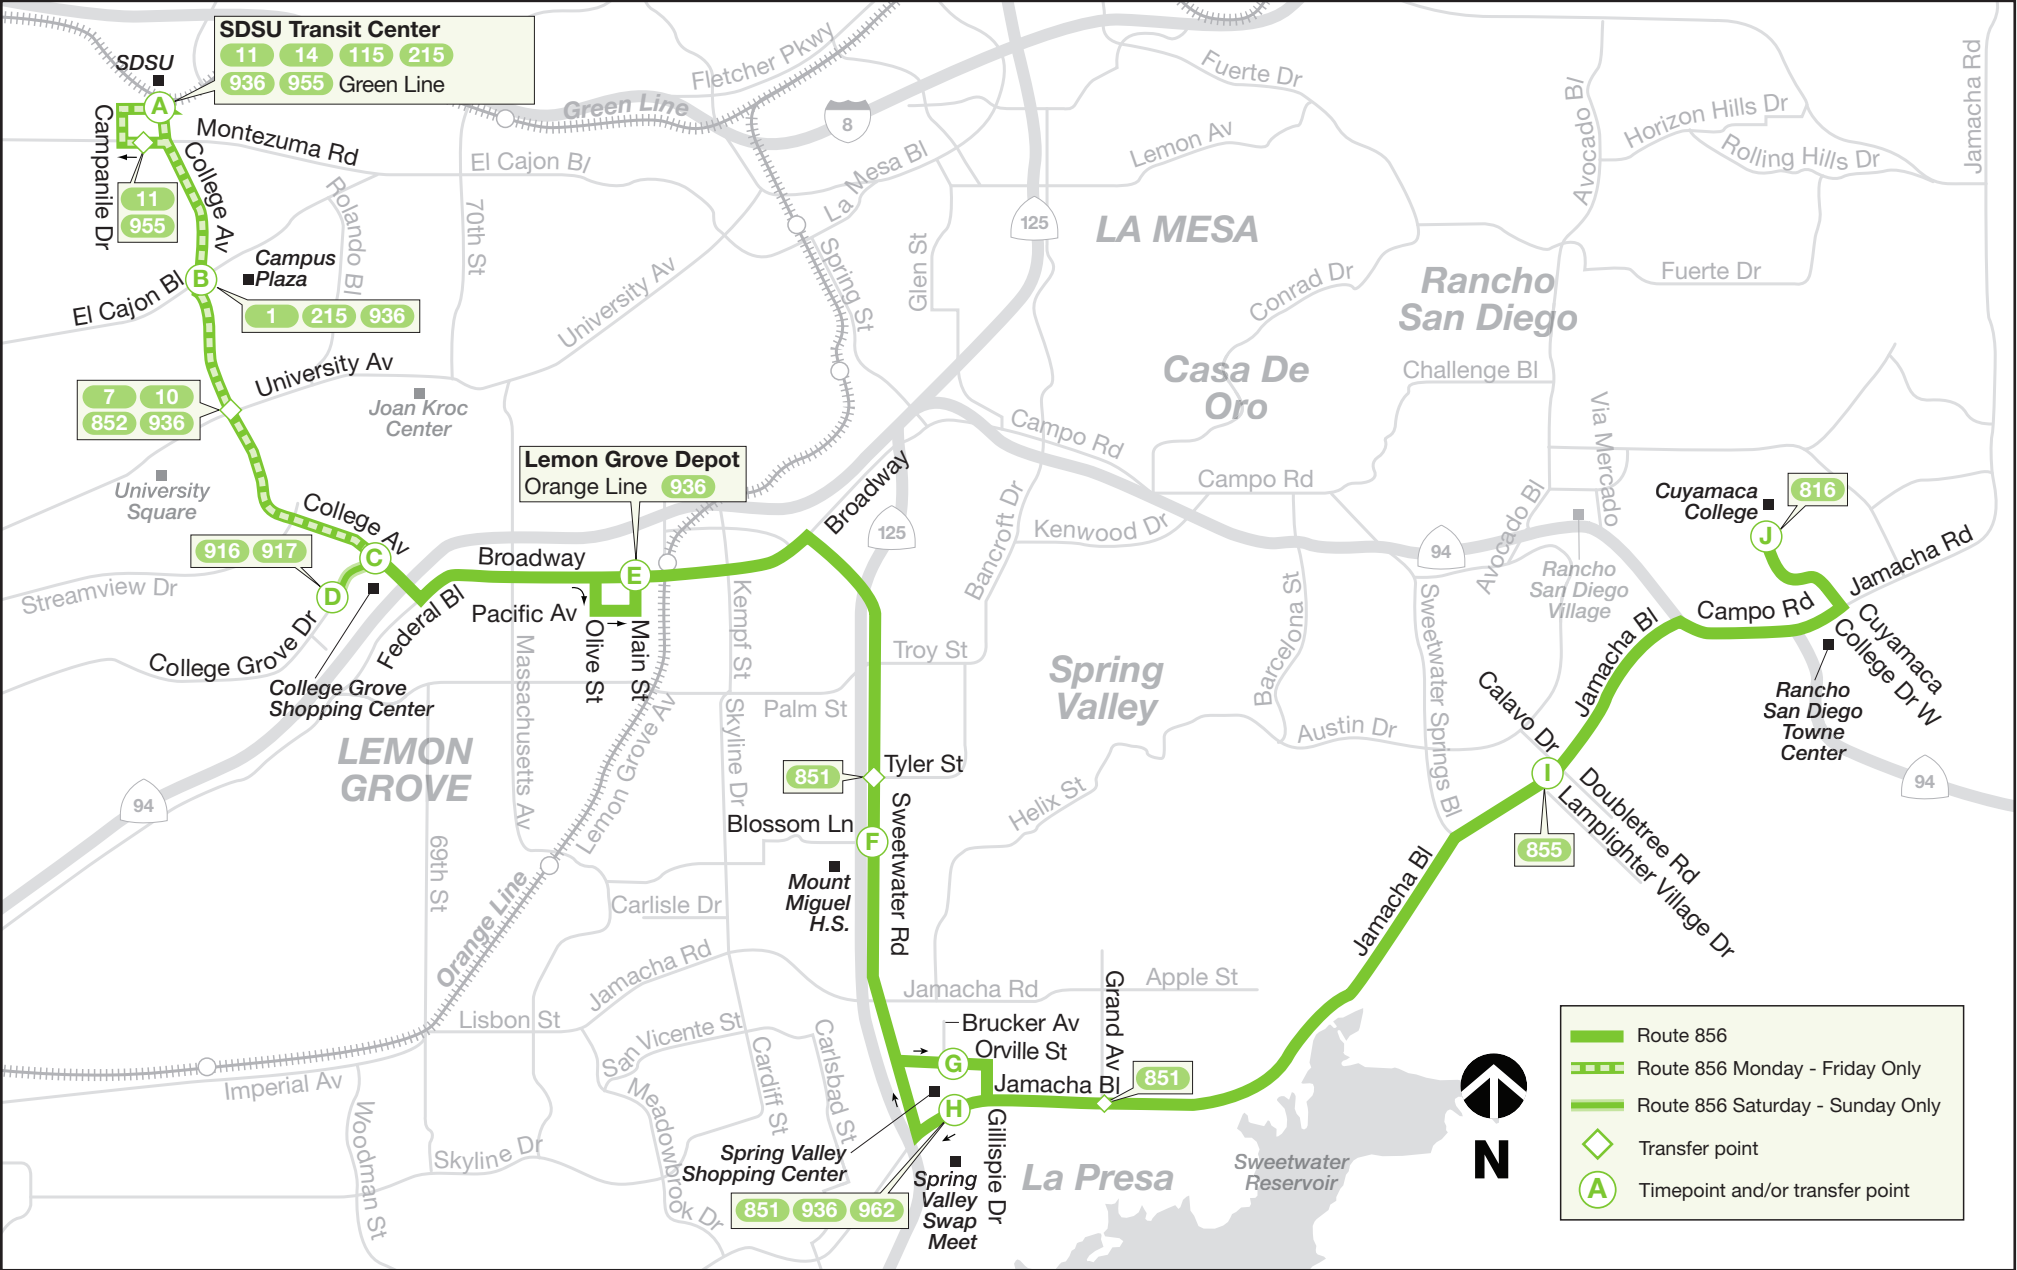 SDSU Transit Center
11 14 115 215
936 955 Green Line
SDSU
Fletcher Pkwy
Green Line
8
Fuerte Dr
Avocado Bl
Horizon Hills Dr
Rolling Hills Dr
Jamacha Rd
Campanile Dr
Montezuma Rd
College Av
11
955
El Cajon Bl
Rolando Bl
70th St
La Mesa Bl
Lemon Av
125
LA MESA
Campus
Plaza
El Cajon Bl
1 215 936
University Av
Spring St
Glen St
Conrad Dr
Rancho
San Diego
Fuerte Dr
University Av
7 10
852 936
Joan Kroc
Center
Casa De
Oro
Challenge Bl
Via Mercado
University
Square
Lemon Grove Depot
Orange Line 936
Broadway
Campo Rd
Campo Rd
Avocado Bl
Cuyamaca
College
816
College Av
916 917
Broadway
125
Bancroft Dr
Kenwood Dr
94
Rancho
San Diego
Village
Jamacha Rd
Streamview Dr
College Grove Dr
Federal Bl
Pacific Av
Olive St
Main St
Kempf St
Troy St
Barcelona St
Sweetwater Springs Bl
Jamacha Bl
Campo Rd
Cuyamaca
College Dr W
College Grove
Shopping Center
Massachusetts Av
Lemon Grove Av
Skyline Dr
Palm St
Spring
Valley
Austin Dr
Calavo Dr
Rancho
San Diego
Towne
Center
LEMON
GROVE
94
851
Tyler St
Helix St
Doubletree Rd
Lamplighter Village Dr
94
Blossom Ln
Sweetwater Rd
855
69th St
Mount
Miguel
H.S.
Jamacha Bl
Carlisle Dr
Orange Line
Jamacha Rd
Jamacha Rd
Grand Av
Apple St
Lisbon St
San Vicente St
Cardiff St
Carlsbad St
Brucker Av
Orville St
Jamacha Bl
851
Imperial Av
Woodman St
Skyline Dr
Meadowbrook Dr
Spring Valley
Shopping Center
851 936 962
Spring
Valley
Swap
Meet
Gillispie Dr
La Presa
Sweetwater
Reservoir
A
B
C
D
E
F
G
H
I
J
N
Route 856
Route 856 Monday - Friday Only
Route 856 Saturday - Sunday Only
Transfer point
A Timepoint and/or transfer point